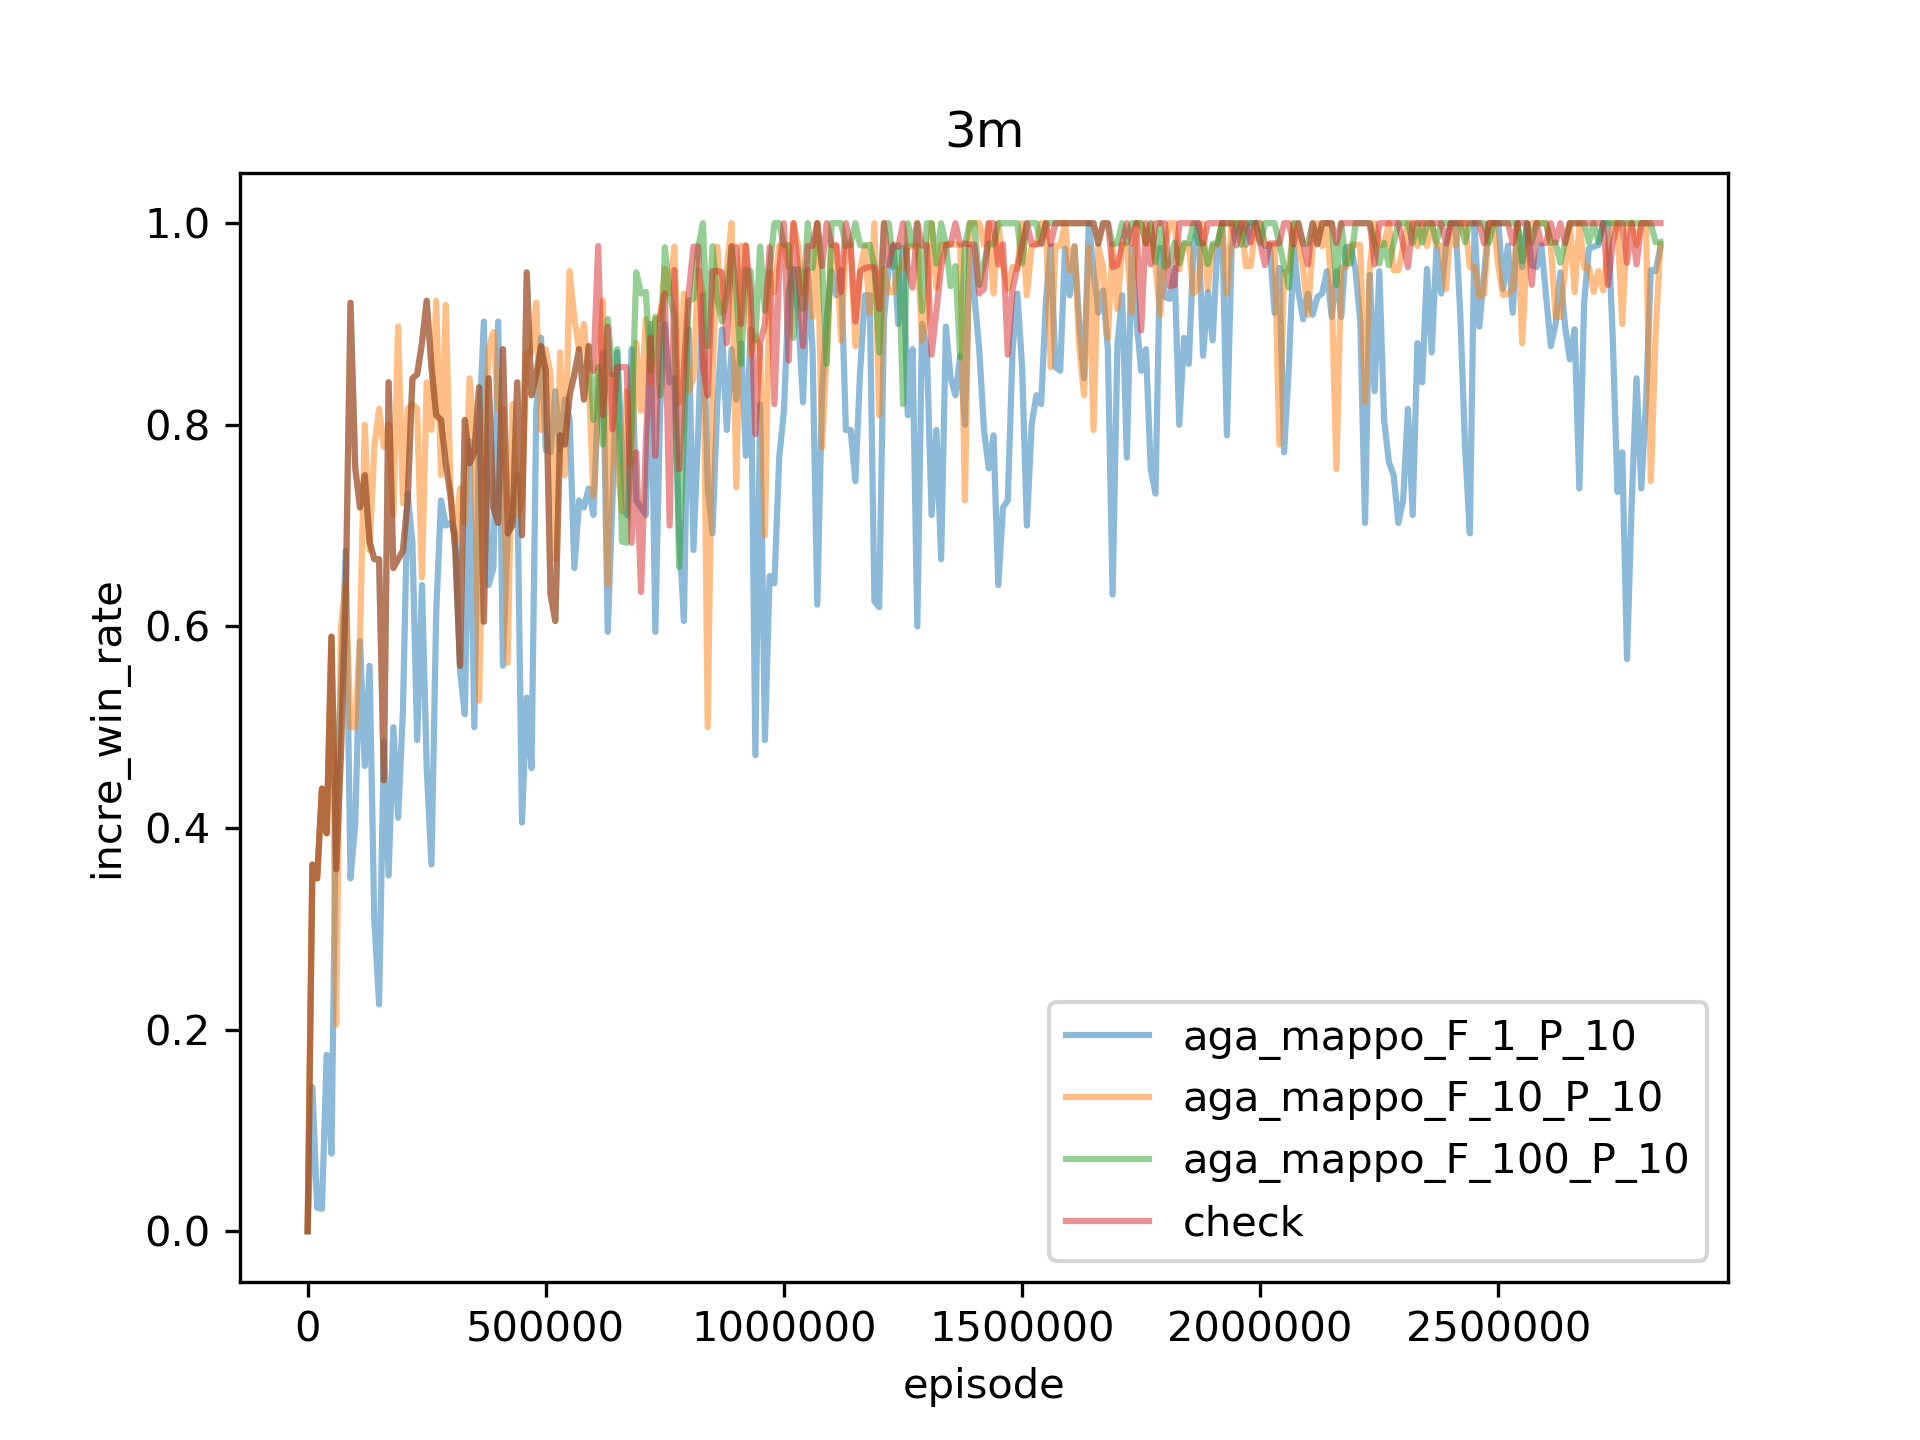 3m
1.0
0.8
0.6
0.4
0.2
0.0
incre_win_rate
0 500000 1000000 1500000 2000000 2500000
episode
aga_mappo_F_1_P_10
aga_mappo_F_10_P_10
aga_mappo_F_100_P_10
check